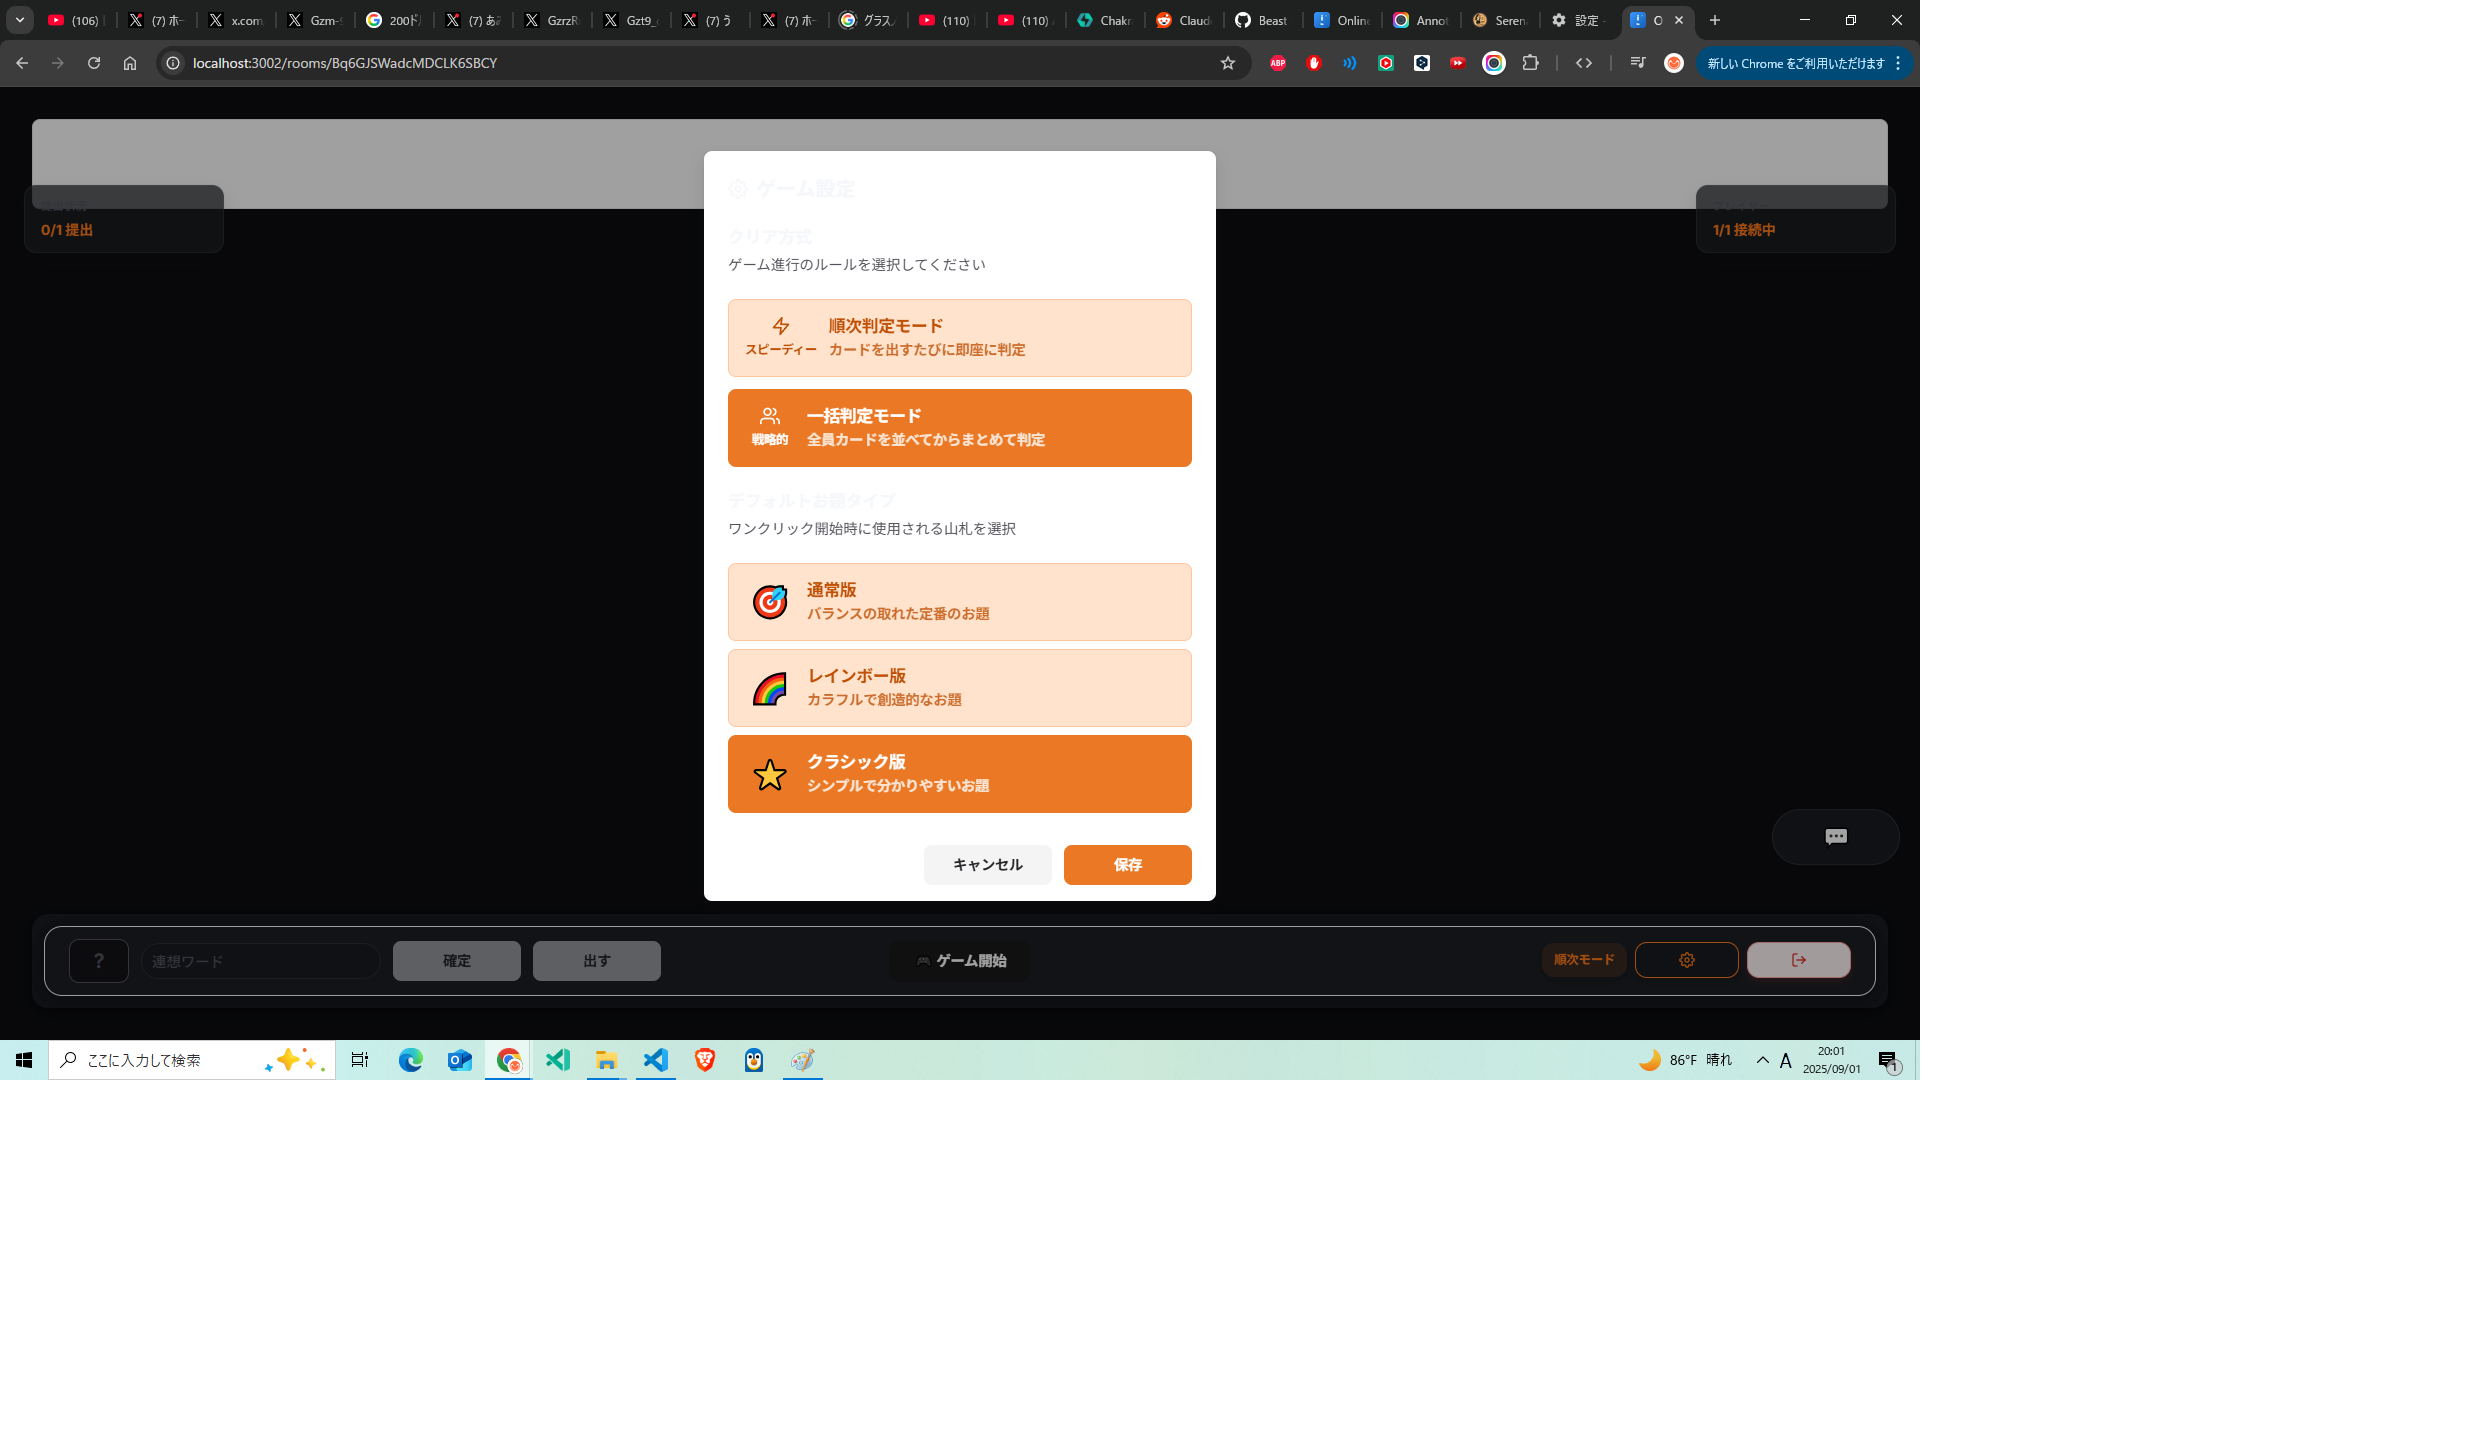 (106)
(7) ホー
x.com
Gzm-S
200ド
(7) あ
GzrzR
Gzt9_
(7) う
(7) ホー
グラス
(110)
(110)
Chakr
Claud
Beast
Online
Annot
Serena
設定 -
O
localhost:3002/rooms/Bq6GJSWadcMDCLK6SBCY
ABP
新しい Chrome をご利用いただけます
0/1 提出
1/1 接続中
ゲーム設定
クリア方式
ゲーム進行のルールを選択してください
順次判定モード
スピーディー
カードを出すたびに即座に判定
一括判定モード
戦略的
全員カードを並べてからまとめて判定
デフォルトお題タイプ
ワンクリック開始時に使用される山札を選択
通常版
バランスの取れた定番のお題
レインボー版
カラフルで創造的なお題
クラシック版
シンプルで分かりやすいお題
キャンセル
保存
?
連想ワード
確定
出す
ゲーム開始
順次モード
ここに入力して検索
86°F 晴れ
A
20:01
2025/09/01
1